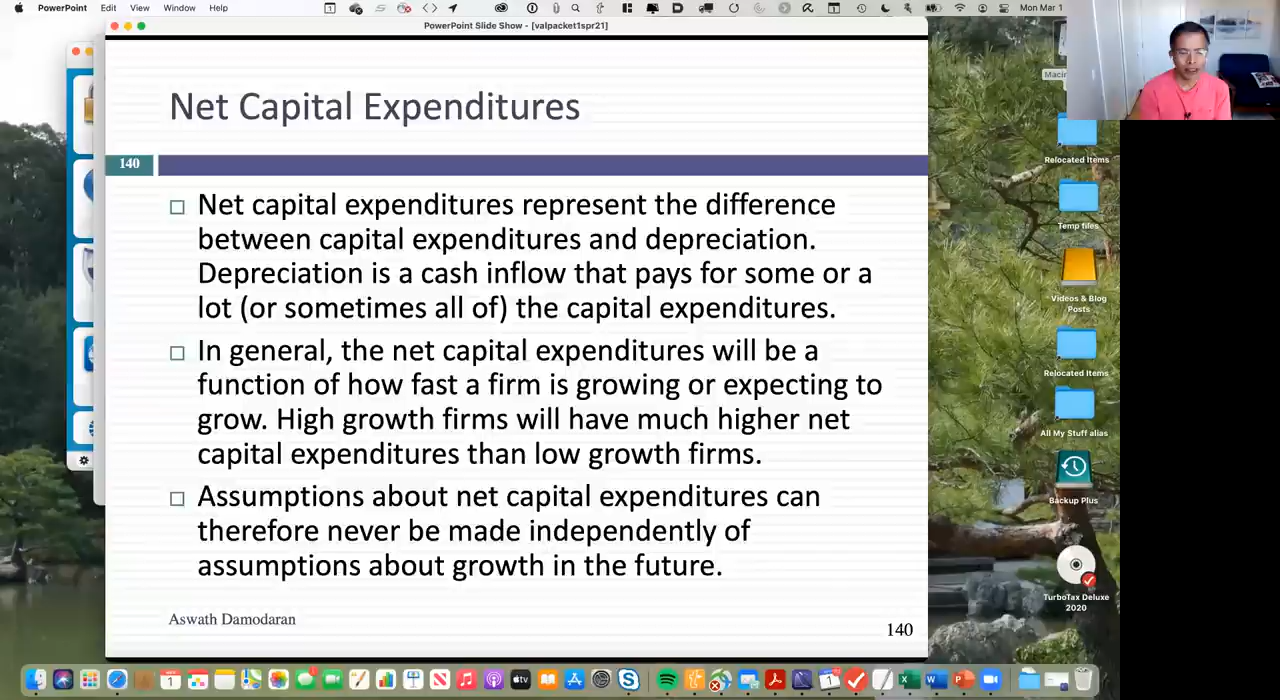 PowerPoint Edit View Window Help
Mon Mar 1
PowerPoint Slide Show - [valpacket1spr21]
Net Capital Expenditures
140
□ Net capital expenditures represent the difference
between capital expenditures and depreciation.
Depreciation is a cash inflow that pays for some or a
lot (or sometimes all of) the capital expenditures.
□ In general, the net capital expenditures will be a
function of how fast a firm is growing or expecting to
grow. High growth firms will have much higher net
capital expenditures than low growth firms.
□ Assumptions about net capital expenditures can
therefore never be made independently of
assumptions about growth in the future.
Aswath Damodaran
140
Relocated Items
Temp files
Videos & Blog
Posts
Relocated Items
All My Stuff alias
Backup Plus
TurboTax Deluxe
2020